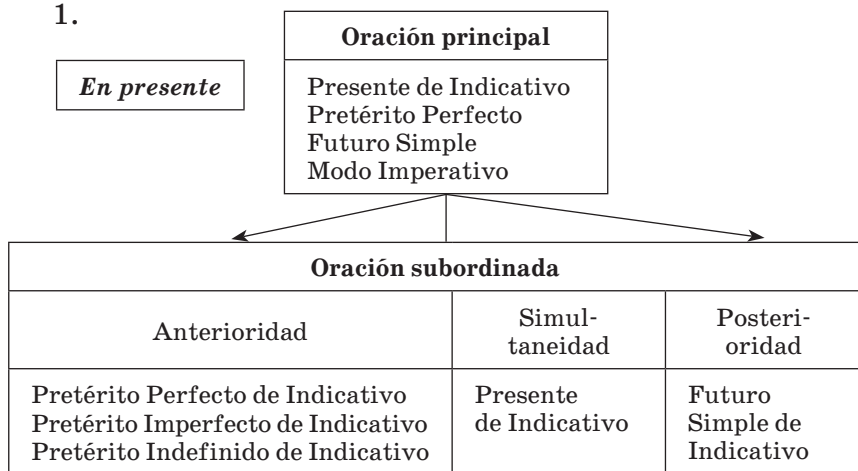 1.
Oración principal
En presente
Presente de Indicativo
Pretérito Perfecto
Futuro Simple
Modo Imperativo
Oración subordinada
Anterioridad
Simul-
taneidad
Posteri-
oridad
Pretérito Perfecto de Indicativo
Pretérito Imperfecto de Indicativo
Pretérito Indefinido de Indicativo
Presente
de Indicativo
Futuro
Simple de
Indicativo